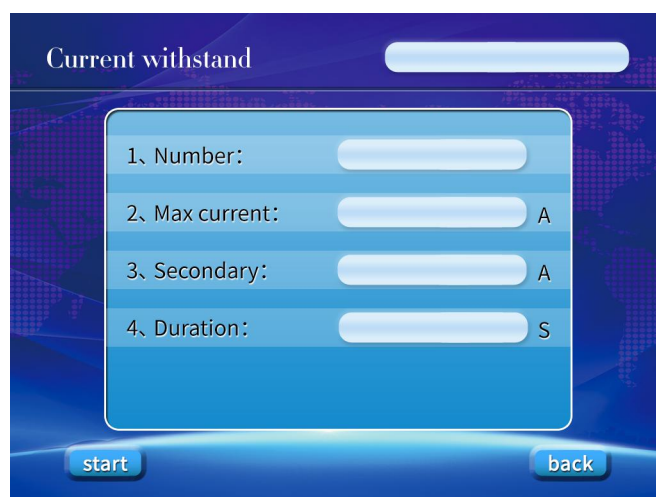 Current withstand
1、Number：
2、Max current： A
3、Secondary： A
4、Duration： S
start back